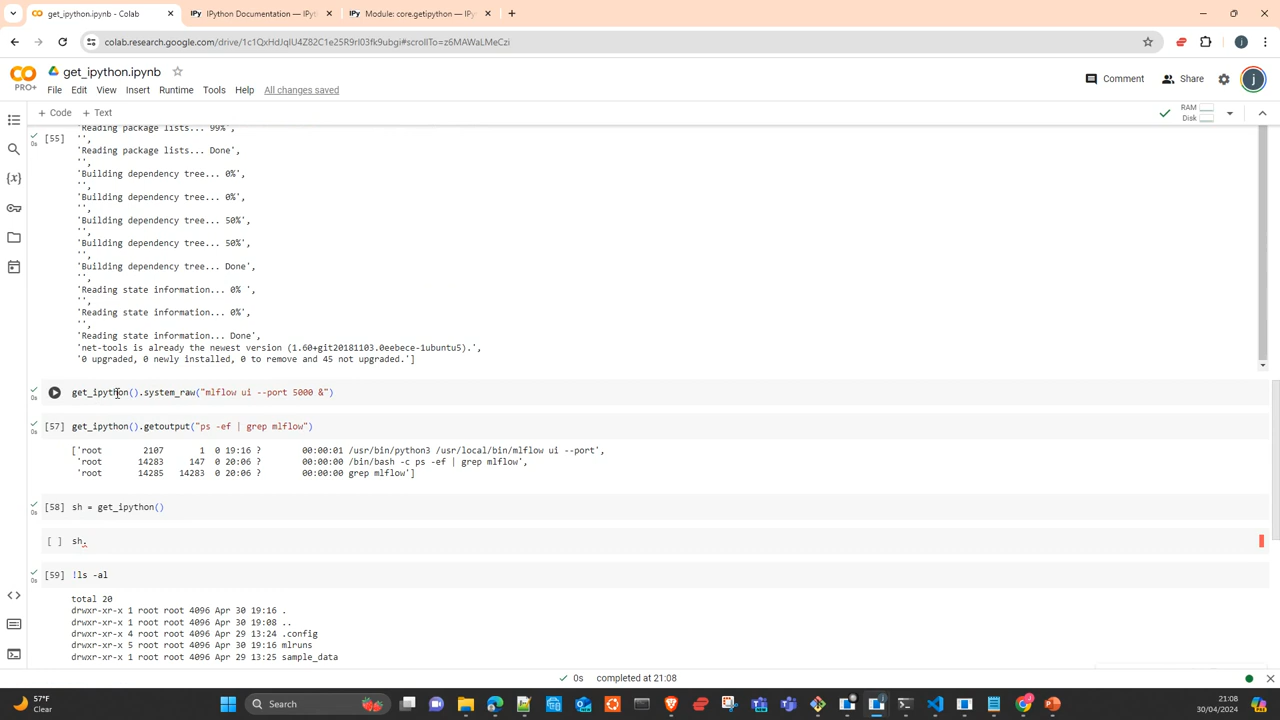 get_ipython.ipynb - Colab
IPython Documentation — IPyt
Module: core.getipython — IPy
colab.research.google.com/drive/1c1QxHdJqIU4Z82C1e25R9rI03fk9ubgi#scrollTo=z6MAWLMeCzi
get_ipython.ipynb
PRO+
File Edit View Insert Runtime Tools Help All changes saved
Comment Share
+ Code + Text
RAM
Disk
[55]
'Reading package lists... 99%',
'',
'Reading package lists... Done',
'',
'Building dependency tree... 0%',
'',
'Building dependency tree... 0%',
'',
'Building dependency tree... 50%',
'',
'Building dependency tree... 50%',
'',
'Building dependency tree... Done',
'',
'Reading state information... 0% ',
'',
'Reading state information... 0%',
'',
'Reading state information... Done',
'net-tools is already the newest version (1.60+git20181103.0eebece-1ubuntu5).',
'0 upgraded, 0 newly installed, 0 to remove and 45 not upgraded.']
0s
get_ipython().system_raw("mlflow ui --port 5000 &")
0s
[57] get_ipython().getoutput("ps -ef | grep mlflow")
0s
['root 2107 1 0 19:16 ? 00:00:01 /usr/bin/python3 /usr/local/bin/mlflow ui --port',
'root 14283 147 0 20:06 ? 00:00:00 /bin/bash -c ps -ef | grep mlflow',
'root 14285 14283 0 20:06 ? 00:00:00 grep mlflow']
[58] sh = get_ipython()
0s
[ ] sh.
[59] !ls -al
0s
total 20
drwxr-xr-x 1 root root 4096 Apr 30 19:16 .
drwxr-xr-x 1 root root 4096 Apr 30 19:08 ..
drwxr-xr-x 4 root root 4096 Apr 29 13:24 .config
drwxr-xr-x 5 root root 4096 Apr 30 19:16 mlruns
drwxr-xr-x 1 root root 4096 Apr 29 13:25 sample_data
0s completed at 21:08
57°F
Clear
Search
21:08
30/04/2024